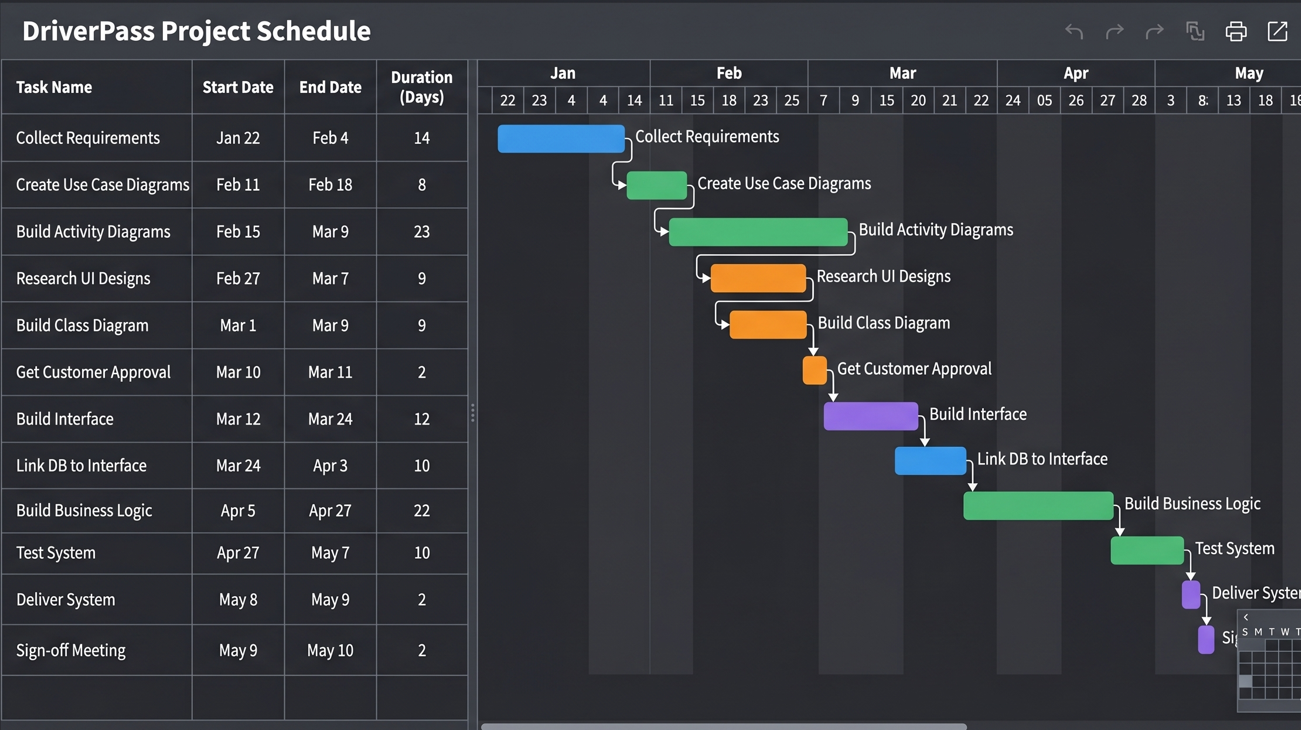 DriverPass Project Schedule
Task Name Start Date End Date Duration (Days)
Jan Feb Mar Apr May
22 23 4 4 14 11 15 18 23 25 7 9 15 20 21 22 24 05 26 27 28 3 8: 13 18
Collect Requirements Jan 22 Feb 4 14 Collect Requirements
Create Use Case Diagrams Feb 11 Feb 18 8 Create Use Case Diagrams
Build Activity Diagrams Feb 15 Mar 9 23 Build Activity Diagrams
Research UI Designs Feb 27 Mar 7 9 Research UI Designs
Build Class Diagram Mar 1 Mar 9 9 Build Class Diagram
Get Customer Approval Mar 10 Mar 11 2 Get Customer Approval
Build Interface Mar 12 Mar 24 12 Build Interface
Link DB to Interface Mar 24 Apr 3 10 Link DB to Interface
Build Business Logic Apr 5 Apr 27 22 Build Business Logic
Test System Apr 27 May 7 10 Test System
Deliver System May 8 May 9 2 Deliver
Sign-off Meeting May 9 May 10 2
S M T W T